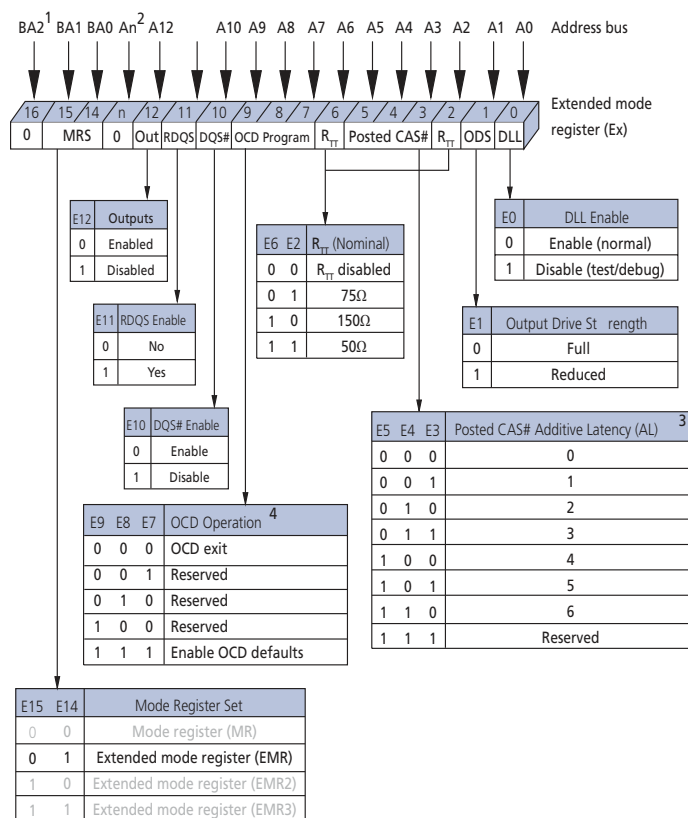 BA2¹ BA1 BA0 An² A12 A10 A9 A8 A7 A6 A5 A4 A3 A2 A1 A0 Address bus
16 15 14 n 12 11 10 9 8 7 6 5 4 3 2 1 0 Extended mode
0 MRS 0 Out RDQS DQS# OCD Program RTT Posted CAS# RTT ODS DLL register (Ex)
E12 Outputs
0 Enabled
1 Disabled
E6 E2 RTT (Nominal)
0 0 RTT disabled
0 1 75Ω
1 0 150Ω
1 1 50Ω
E0 DLL Enable
0 Enable (normal)
1 Disable (test/debug)
E11 RDQS Enable
0 No
1 Yes
E1 Output Drive St rength
0 Full
1 Reduced
E10 DQS# Enable
0 Enable
1 Disable
E5 E4 E3 Posted CAS# Additive Latency (AL) 3
0 0 0 0
0 0 1 1
0 1 0 2
0 1 1 3
1 0 0 4
1 0 1 5
1 1 0 6
1 1 1 Reserved
E9 E8 E7 OCD Operation 4
0 0 0 OCD exit
0 0 1 Reserved
0 1 0 Reserved
1 0 0 Reserved
1 1 1 Enable OCD defaults
E15 E14 Mode Register Set
0 0 Mode register (MR)
0 1 Extended mode register (EMR)
1 0 Extended mode register (EMR2)
1 1 Extended mode register (EMR3)